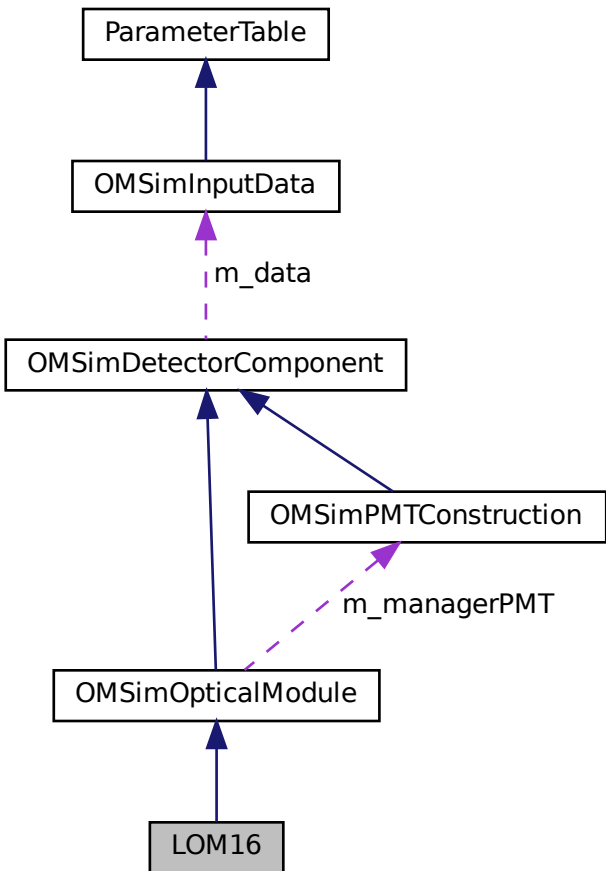 ParameterTable
OMSimInputData
m_data
OMSimDetectorComponent
OMSimPMTConstruction
m_managerPMT
OMSimOpticalModule
LOM16